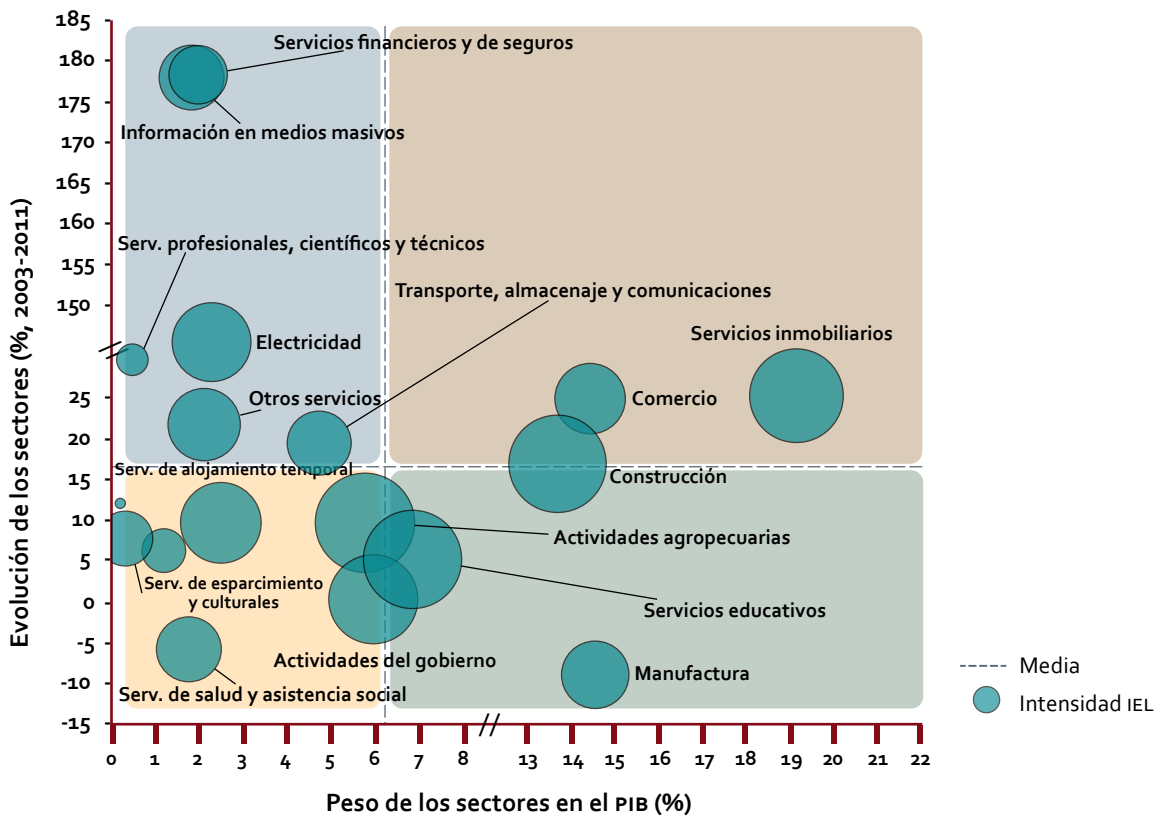 185
180
175
170
165
160
155
150
25
20
15
10
5
0
-5
-10
-15
Evolución de los sectores (%, 2003-2011)
Servicios financieros y de seguros
Información en medios masivos
Serv. profesionales, científicos y técnicos
Transporte, almacenaje y comunicaciones
Servicios inmobiliarios
Electricidad
Otros servicios
Comercio
Serv. de alojamiento temporal
Construcción
Actividades agropecuarias
Serv. de esparcimiento
y culturales
Servicios educativos
Actividades del gobierno
Manufactura
Serv. de salud y asistencia social
Media
Intensidad IEL
0 1 2 3 4 5 6 7 8 13 14 15 16 17 18 19 20 21 22
Peso de los sectores en el PIB (%)